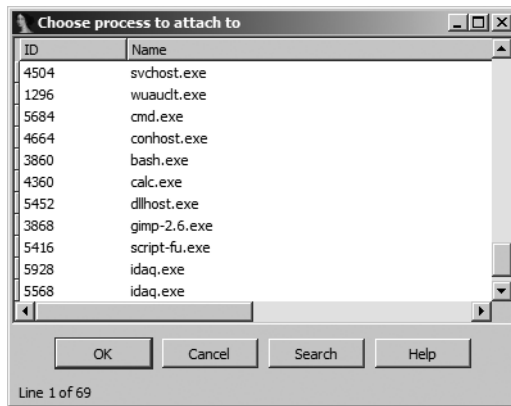 Choose process to attach to
ID Name
4504 svchost.exe
1296 wuauclt.exe
5684 cmd.exe
4664 conhost.exe
3860 bash.exe
4360 calc.exe
5452 dllhost.exe
3868 gimp-2.6.exe
5416 script-fu.exe
5928 idaq.exe
5568 idaq.exe
OK Cancel Search Help
Line 1 of 69